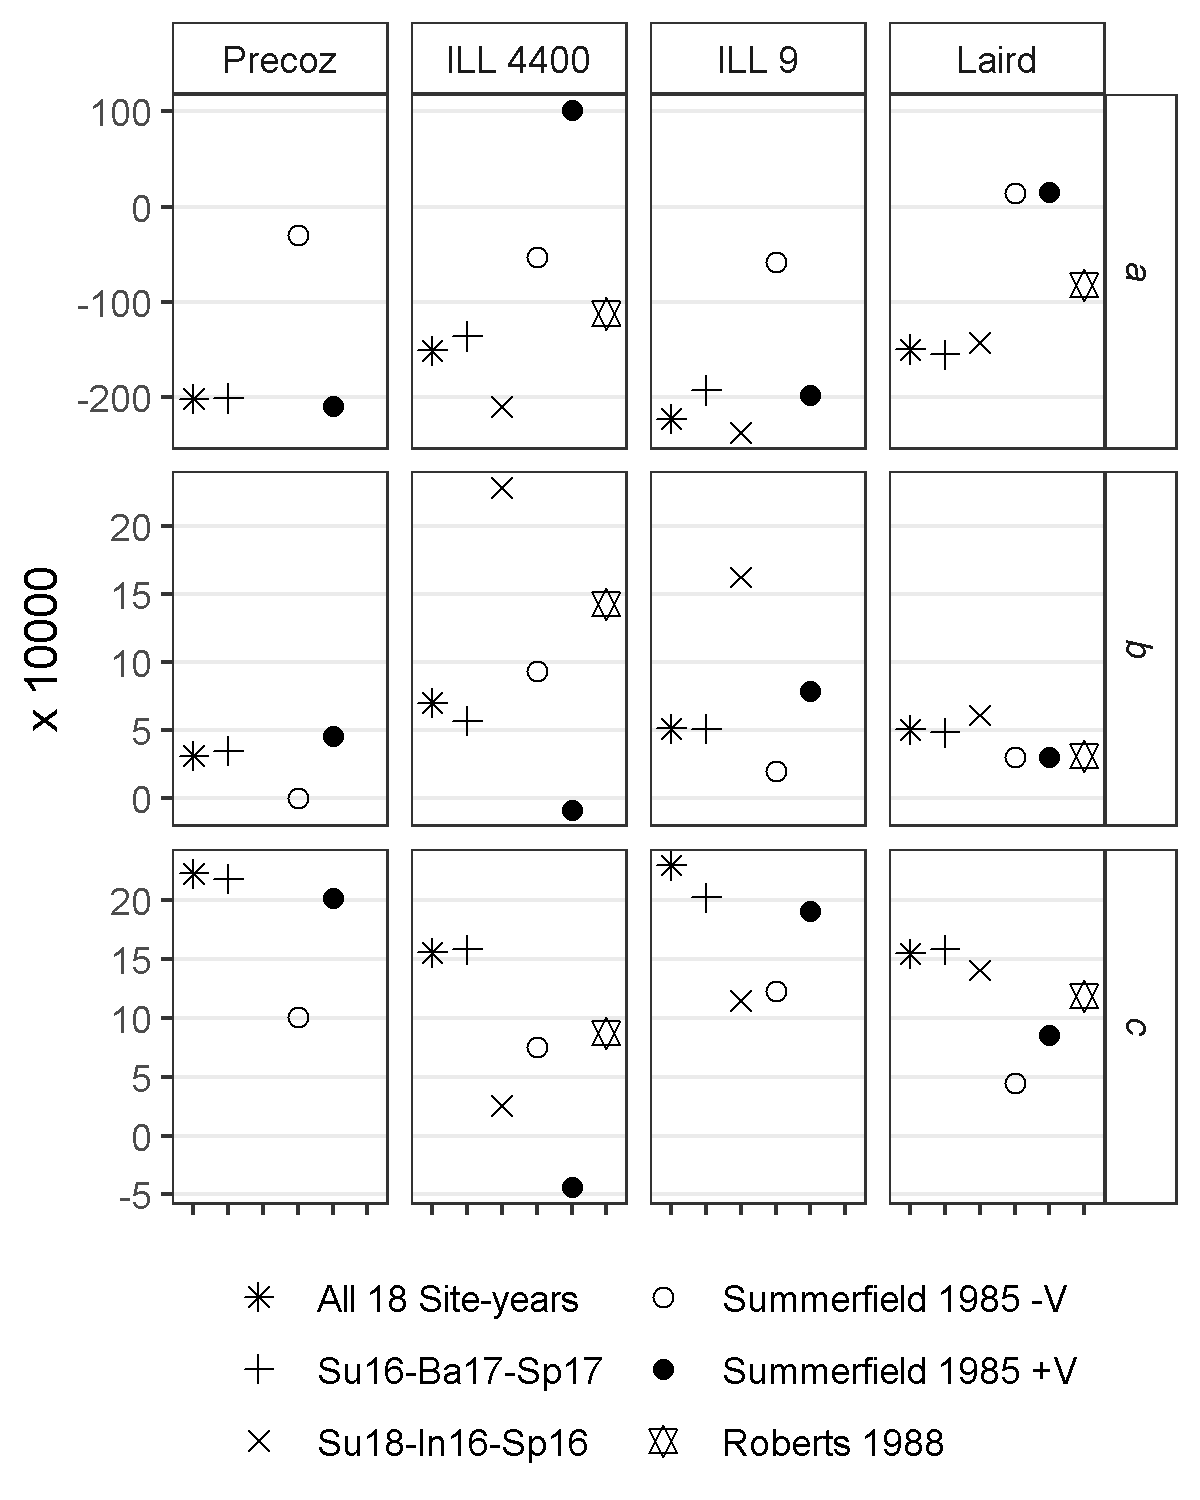 Precoz ILL 4400 ILL 9 Laird
100
0
-100
-200
a
20
15
10
5
0
b
x 10000
20
15
10
5
0
-5
c
All 18 Site-years
Su16-Ba17-Sp17
Su18-In16-Sp16
Summerfield 1985 -V
Summerfield 1985 +V
Roberts 1988